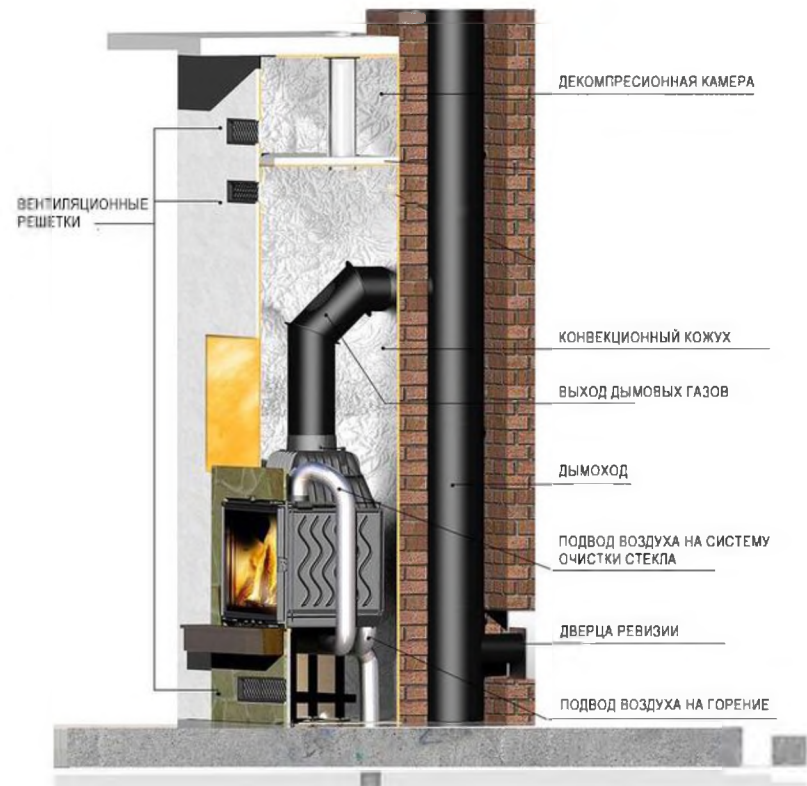 ДЕКОМПРЕСИОННАЯ КАМЕРА
ВЕНТИЛЯЦИОННЫЕ
РЕШЕТКИ
КОНВЕКЦИОННЫЙ КОЖУХ
ВЫХОД ДЫМОВЫХ ГАЗОВ
ДЫМОХОД
ПОДВОД ВОЗДУХА НА СИСТЕМУ
ОЧИСТКИ СТЕКЛА
ДВЕРЦА РЕВИЗИИ
ПОДВОД ВОЗДУХА НА ГОРЕНИЕ